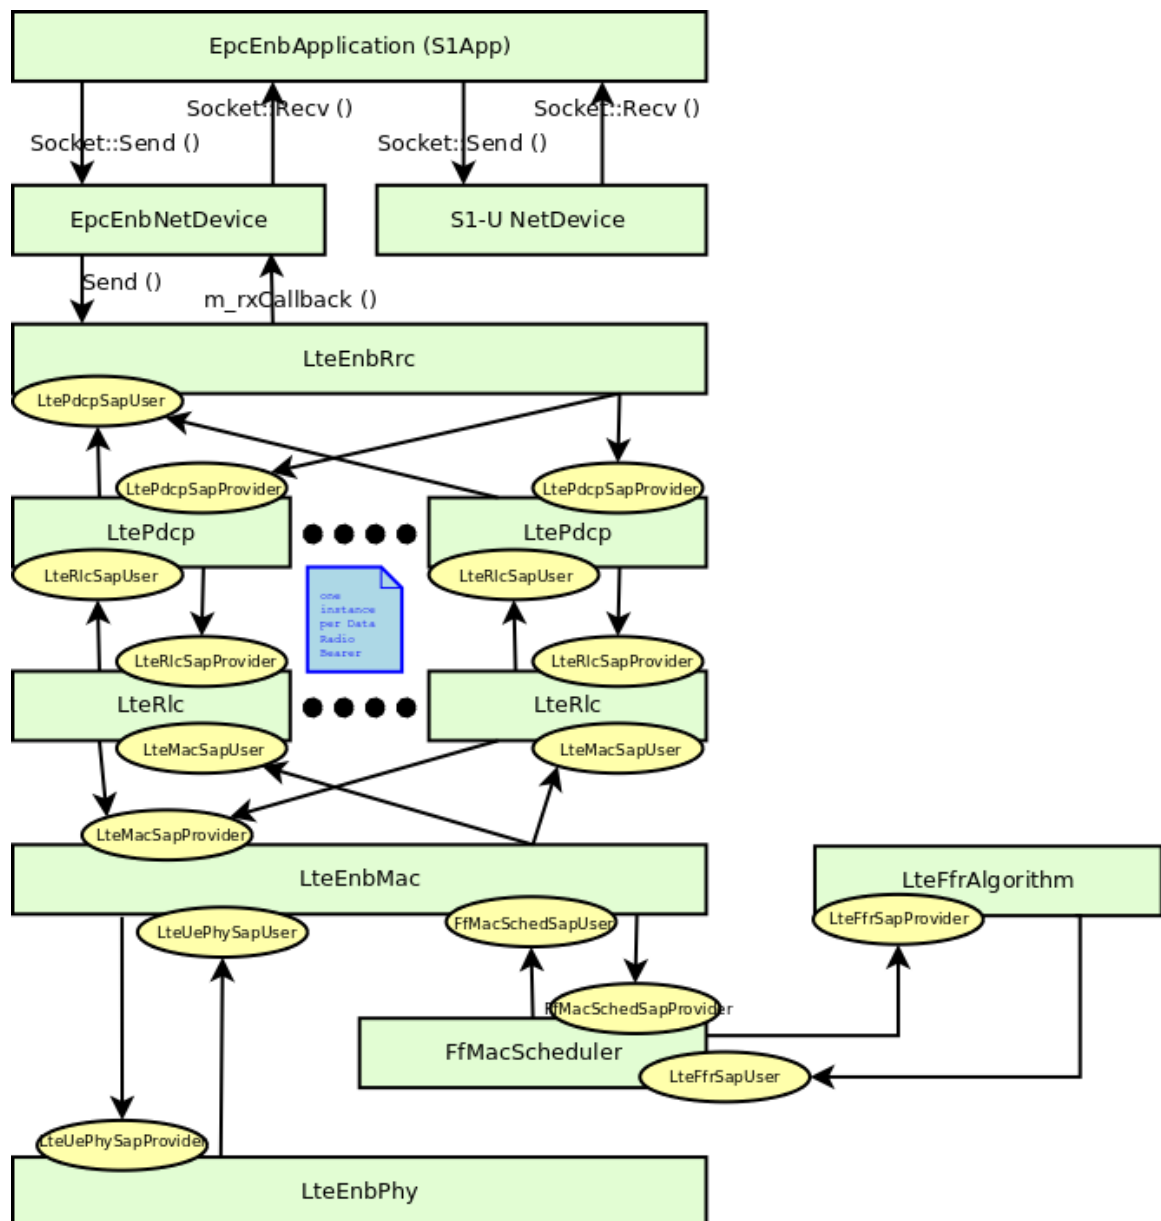 EpcEnbApplication (S1App)
Socket::Recv ()
Socket::Recv ()
Socket::Send ()
Socket::Send ()
EpcEnbNetDevice
S1-U NetDevice
Send ()
m_rxCallback ()
LteEnbRrc
LtePdcpSapUser
LtePdcpSapProvider
LtePdcpSapProvider
LtePdcp
LtePdcp
LteRlcSapUser
LteRlcSapUser
one
instance
per Data
Radio
Bearer
LteRlcSapProvider
LteRlcSapProvider
LteRlc
LteRlc
LteMacSapUser
LteMacSapUser
LteMacSapProvider
LteEnbMac
LteFfrAlgorithm
LteUePhySapUser
FfMacSchedSapUser
LteFfrSapProvider
FfMacSchedSapProvider
FfMacScheduler
LteFfrSapUser
LteUePhySapProvider
LteEnbPhy